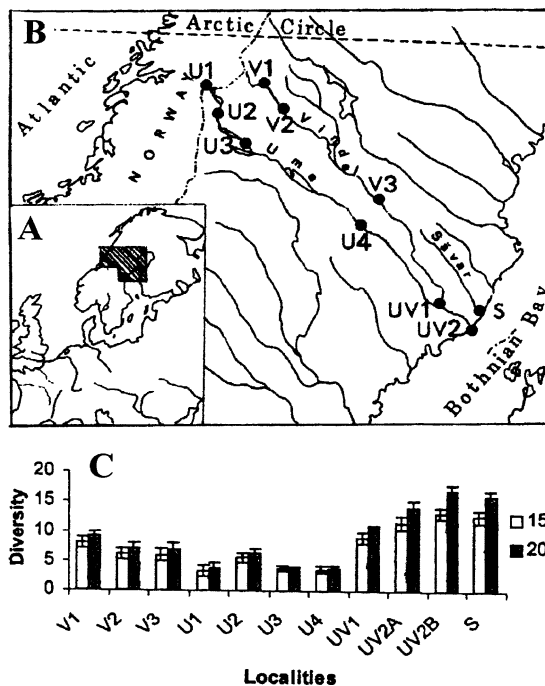 B
Arctic Circle
Atlantic
NORWAY
U1
V1
U2
V2
Vindel
U3
Ume
V3
U4
Sävar
A
UV1
S
UV2
Bothnian Bay
C
20
15
10
5
0
Diversity
15
20
V1
V2
V3
U1
U2
U3
U4
UV1
UV2A
UV2B
S
Localities